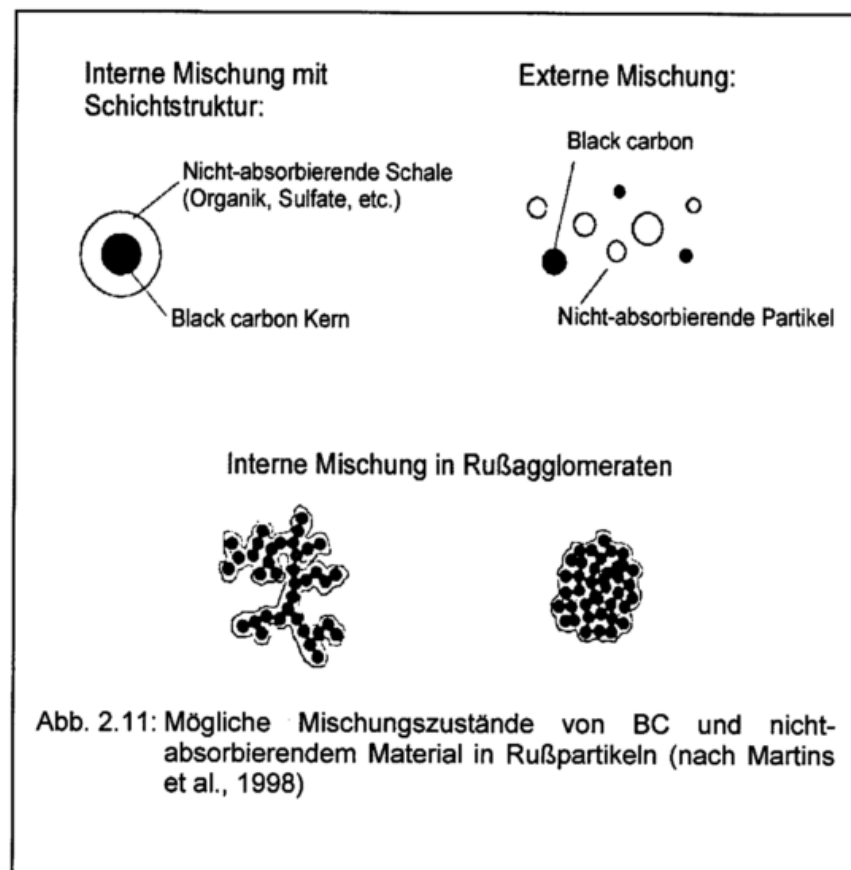 Interne Mischung mit
Schichtstruktur:
Externe Mischung:
Black carbon
Nicht-absorbierende Schale
(Organik, Sulfate, etc.)
Black carbon Kern
Nicht-absorbierende Partikel
Interne Mischung in Rußagglomeraten
Abb. 2.11: Mögliche Mischungszustände von BC und nicht-
absorbierendem Material in Rußpartikeln (nach Martins
et al., 1998)